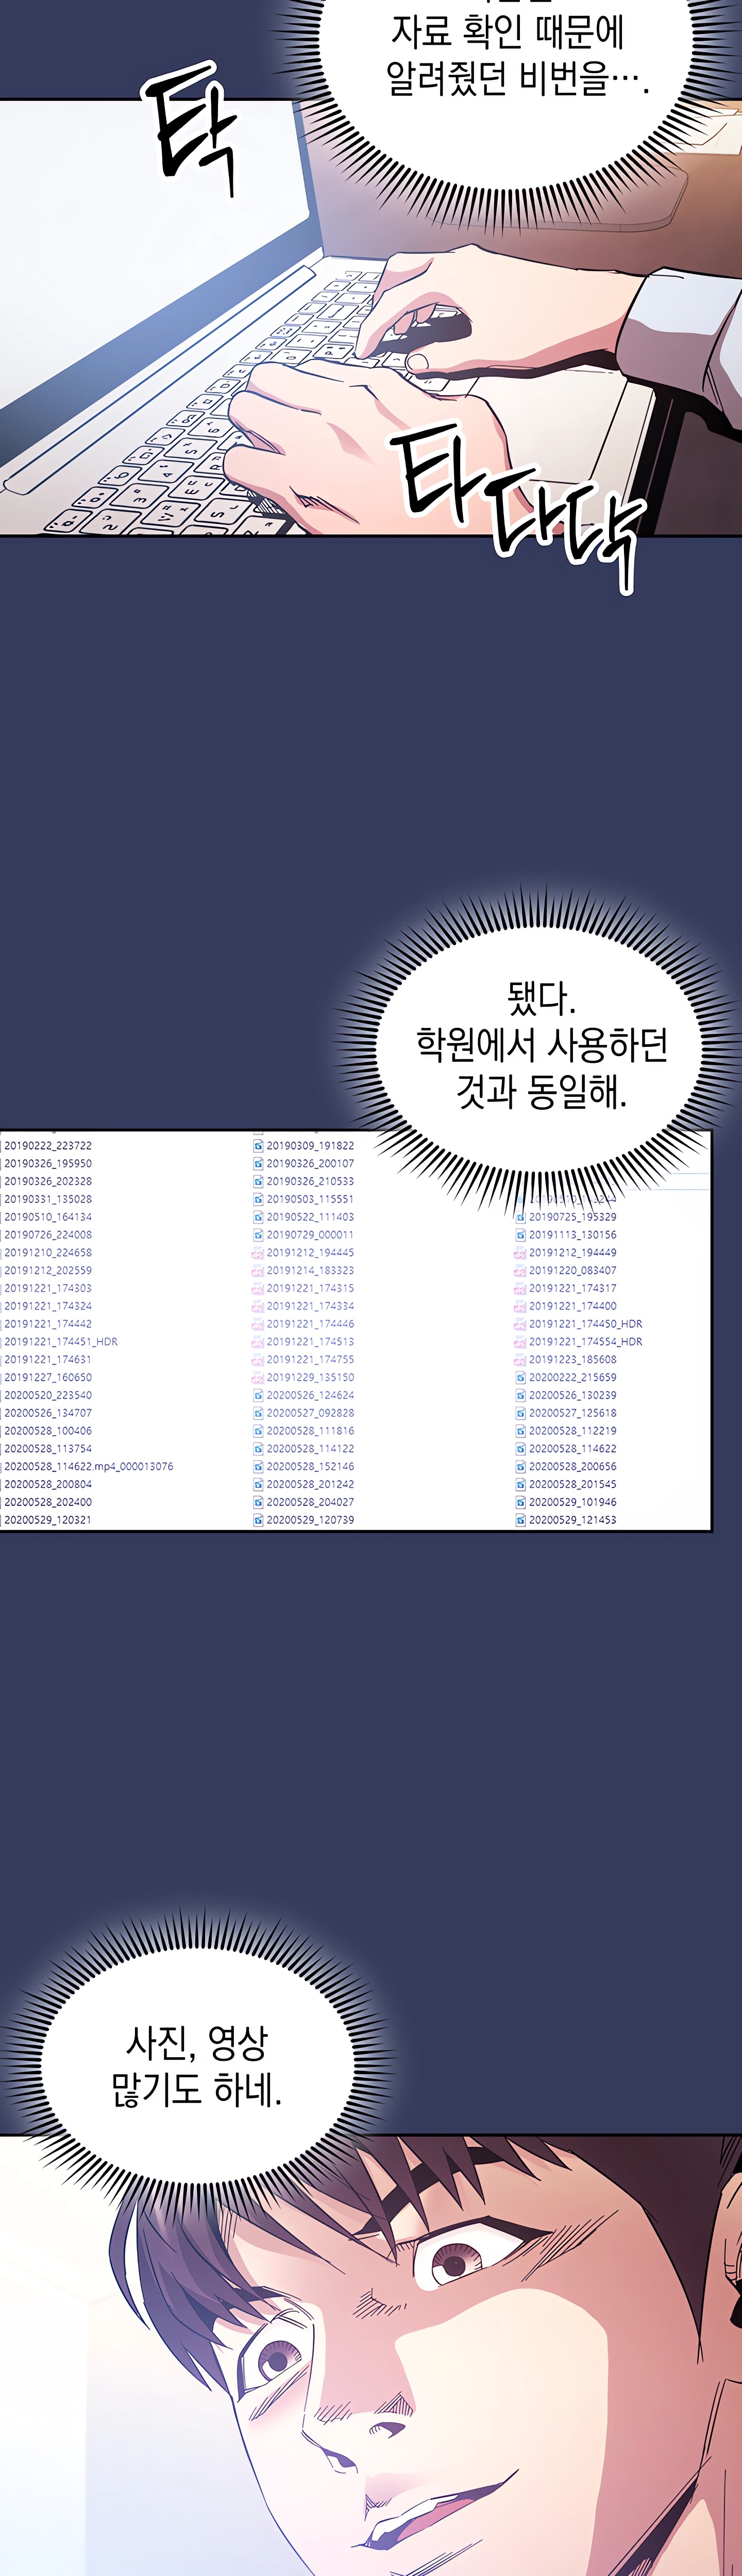 자료 확인 때문에
알려줬던 비번을….
탁
타다닥
됐다.
학원에서 사용하던
것과 동일해.
20190222_223722 20190309_191822
20190326_195950 20190326_200107
20190326_202328 20190326_210533
20190331_135028 20190503_115551
20190510_164134 20190522_111403 20190725_195329
20190726_224008 20190729_000011 20191113_130156
20191210_224658 20191212_194445 20191212_194449
20191212_202559 20191214_183323 20191220_083407
20191221_174303 20191221_174315 20191221_174317
20191221_174324 20191221_174334 20191221_174400
20191221_174442 20191221_174446 20191221_174450_HDR
20191221_174451_HDR 20191221_174513 20191221_174554_HDR
20191221_174631 20191221_174755 20191223_185608
20191227_160650 20191229_135150 20200222_215659
20200520_223540 20200526_124624 20200526_130239
20200526_134707 20200527_092828 20200527_125618
20200528_100406 20200528_111816 20200528_112219
20200528_113754 20200528_114122 20200528_114622
20200528_114622.mp4_000013076 20200528_152146 20200528_200656
20200528_200804 20200528_201242 20200528_201545
20200528_202400 20200528_204027 20200529_101946
20200529_120321 20200529_120739 20200529_121453
사진, 영상
많기도 하네.